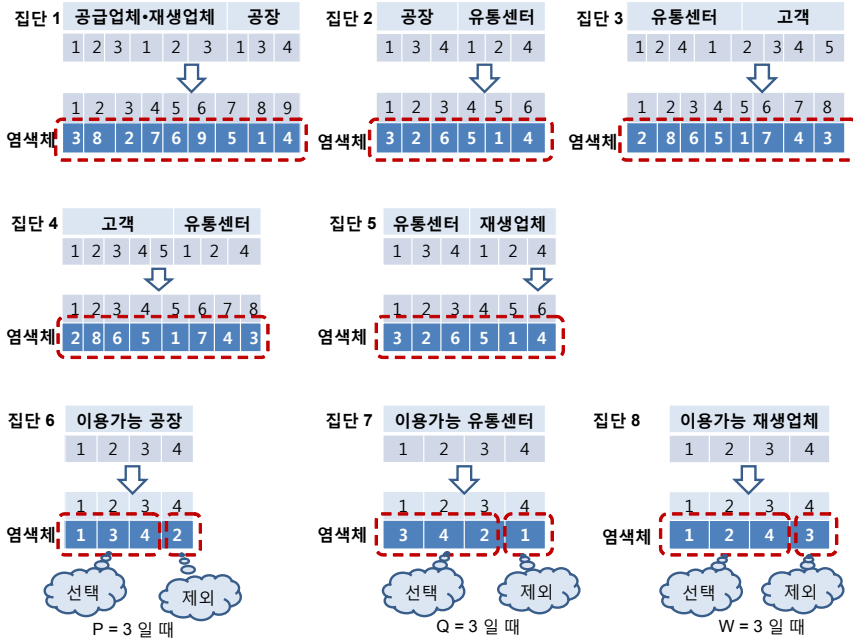 집단 1 공급업체•재생업체 공장
1 2 3 1 2 3 1 3 4
1 2 3 4 5 6 7 8 9
염색체 3 8 2 7 6 9 5 1 4
집단 2 공장 유통센터
1 3 4 1 2 4
1 2 3 4 5 6
염색체 3 2 6 5 1 4
집단 3 유통센터 고객
1 2 4 1 2 3 4 5
1 2 3 4 5 6 7 8
염색체 2 8 6 5 1 7 4 3
집단 4 고객 유통센터
1 2 3 4 5 1 2 4
1 2 3 4 5 6 7 8
염색체 2 8 6 5 1 7 4 3
집단 5 유통센터 재생업체
1 3 4 1 2 4
1 2 3 4 5 6
염색체 3 2 6 5 1 4
집단 6 이용가능 공장
1 2 3 4
1 2 3 4
염색체 1 3 4 2
선택 제외
P = 3 일 때
집단 7 이용가능 유통센터
1 2 3 4
1 2 3 4
염색체 3 4 2 1
선택 제외
Q = 3 일 때
집단 8 이용가능 재생업체
1 2 3 4
1 2 3 4
염색체 1 2 4 3
선택 제외
W = 3 일 때